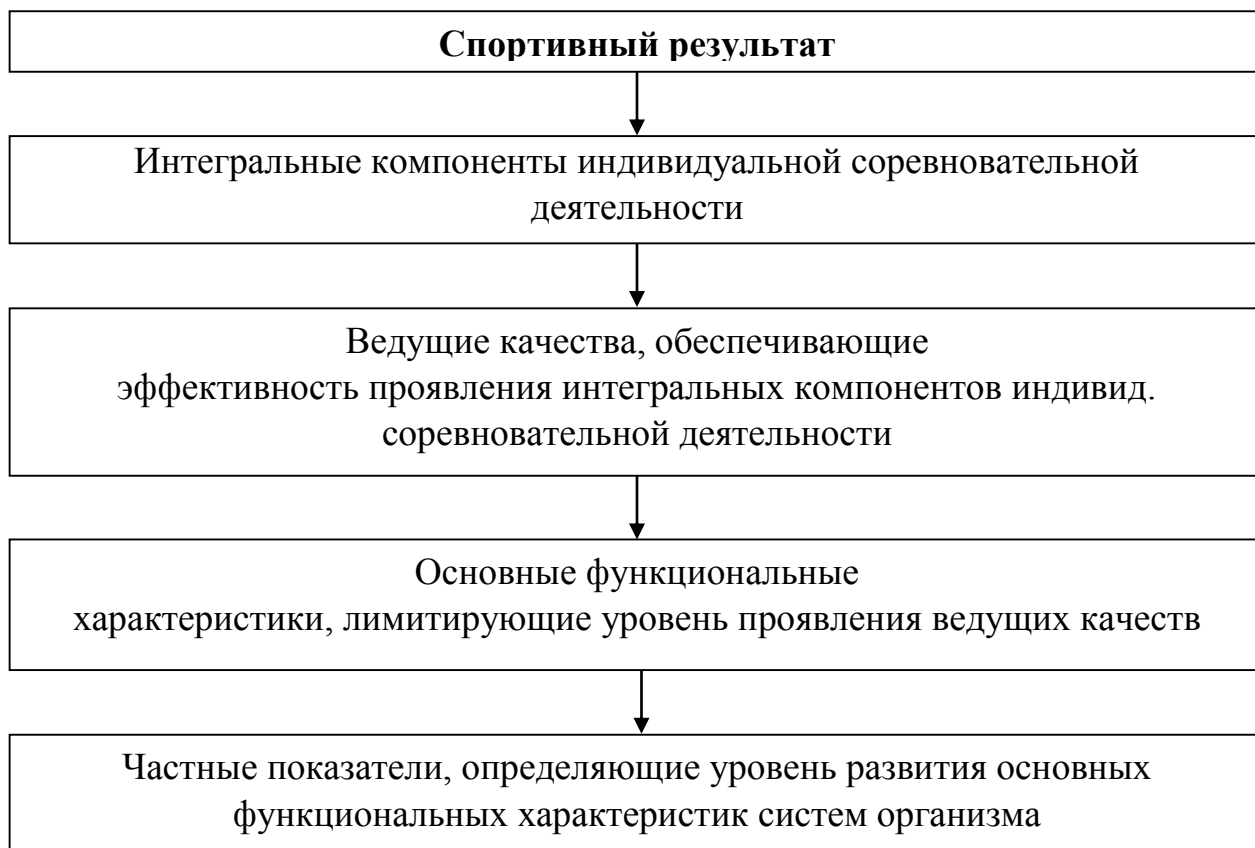 Спортивный результат
Интегральные компоненты индивидуальной соревновательной
деятельности
Ведущие качества, обеспечивающие
эффективность проявления интегральных компонентов индивид.
соревновательной деятельности
Основные функциональные
характеристики, лимитирующие уровень проявления ведущих качеств
Частные показатели, определяющие уровень развития основных
функциональных характеристик систем организма